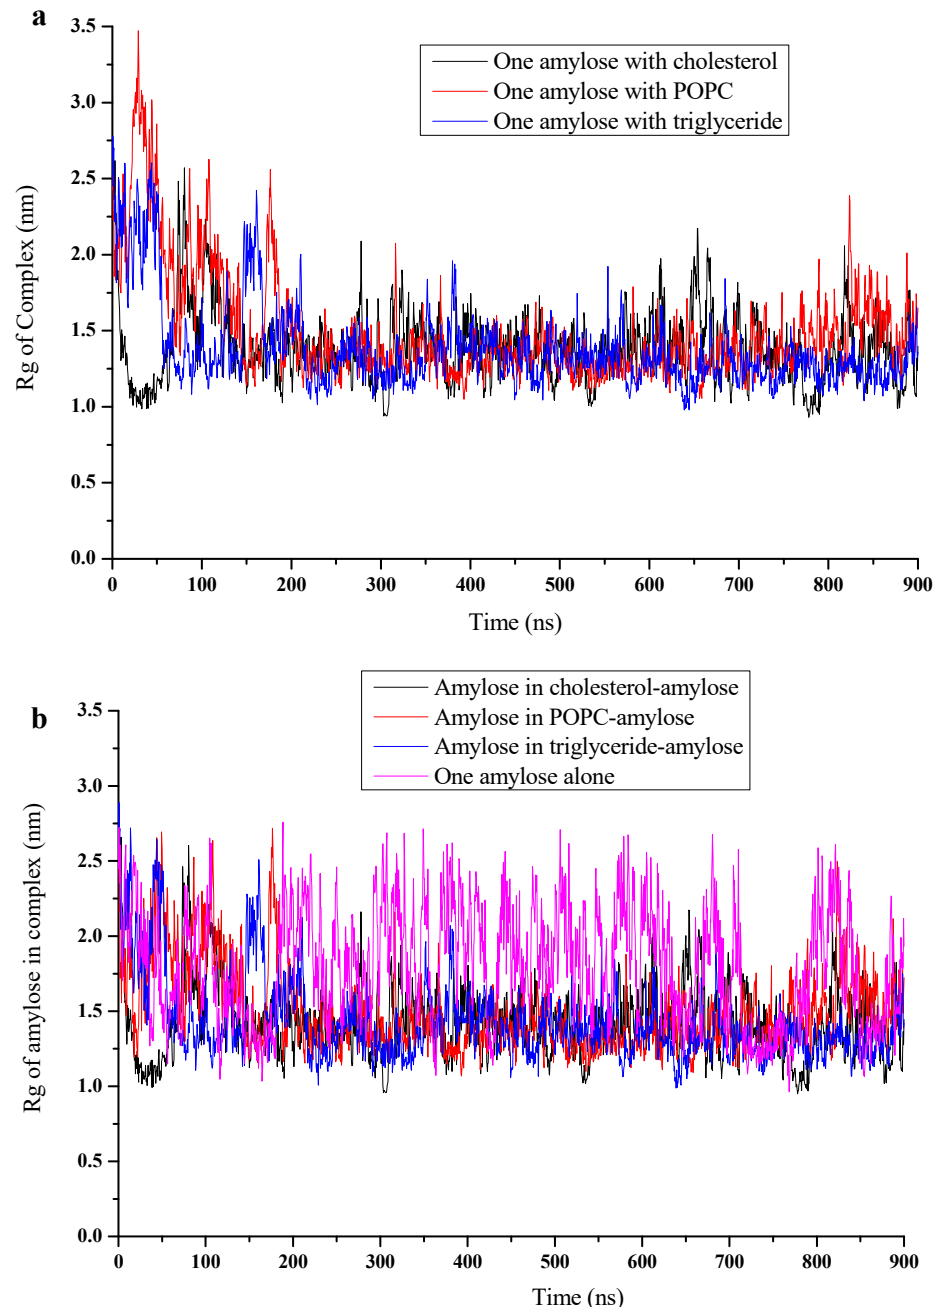 a
3.5
3.0
2.5
2.0
1.5
1.0
0.5
0.0
Rg of Complex (nm)
One amylose with cholesterol
One amylose with POPC
One amylose with triglyceride
0 100 200 300 400 500 600 700 800 900
Time (ns)
b
3.5
3.0
2.5
2.0
1.5
1.0
0.5
0.0
Rg of amylose in complex (nm)
Amylose in cholesterol-amylose
Amylose in POPC-amylose
Amylose in triglyceride-amylose
One amylose alone
0 100 200 300 400 500 600 700 800 900
Time (ns)